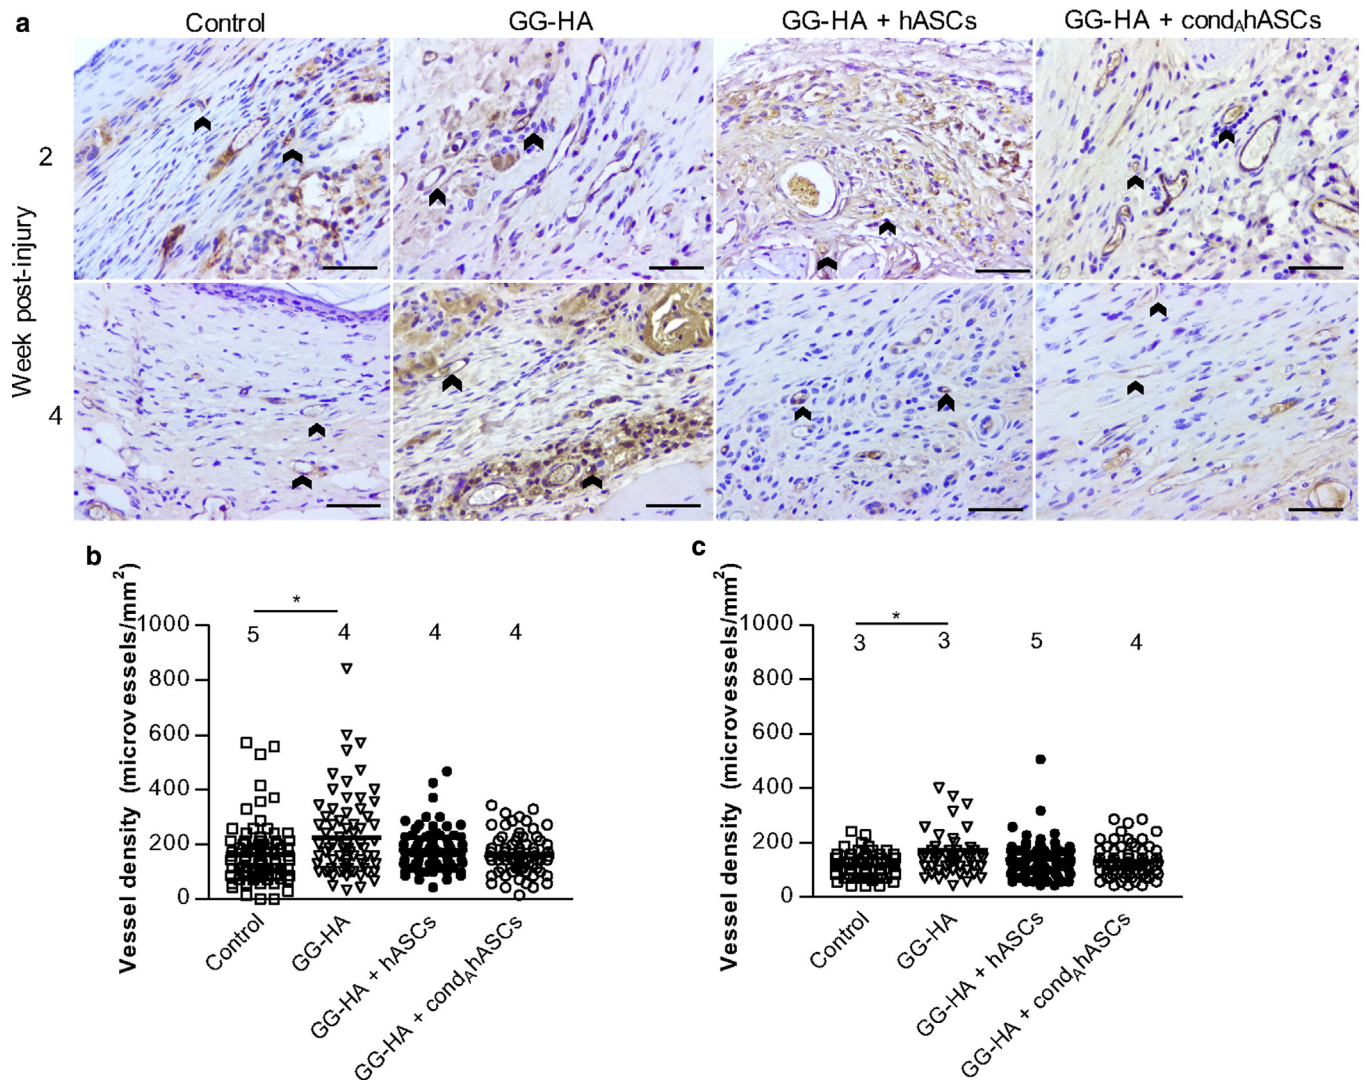 a
Control
GG-HA
GG-HA + hASCs
GG-HA + cond_AhASCs
Week post-injury
2
4
b
Vessel density (microvessels/mm²)
1000
800
600
400
200
0
*
5
4
4
4
Control
GG-HA
GG-HA + hASCs
GG-HA + cond_AhASCs
c
Vessel density (microvessels/mm²)
1000
800
600
400
200
0
*
3
3
5
4
Control
GG-HA
GG-HA + hASCs
GG-HA + cond_AhASCs